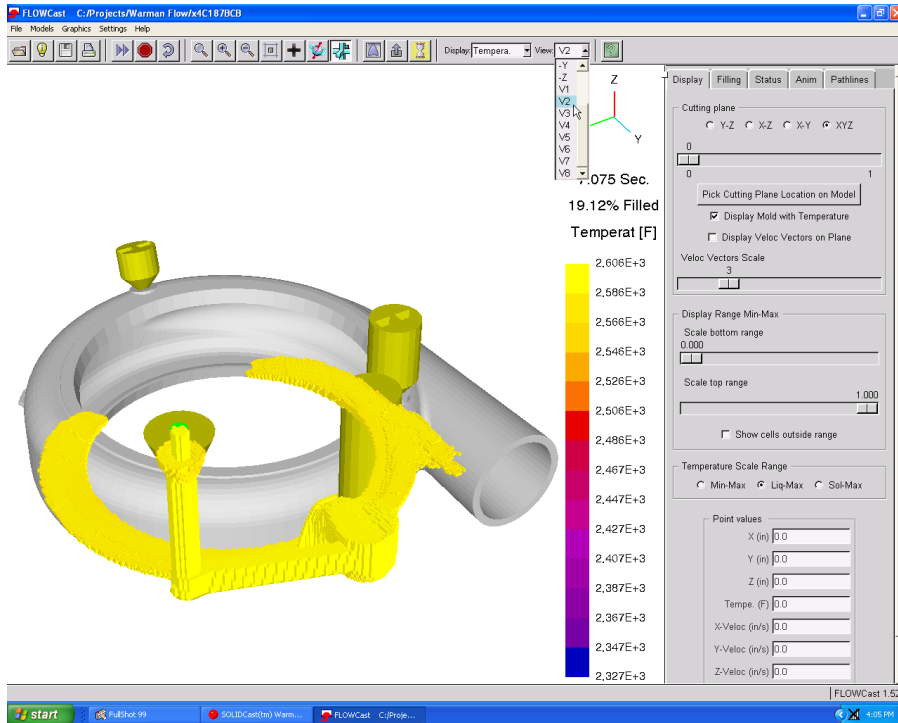 FLOWCast C:/Projects/Warman Flow/x4C187BCB
File Models Graphics Settings Help
Display: Tempera. View: V2
-Y
-Z
V1
V2
V3
V4
V5
V6
V7
V8
Z
Y
7.075 Sec.
19.12% Filled
Temperat [F]
2,606E+3
2,586E+3
2,566E+3
2,546E+3
2,526E+3
2,506E+3
2,486E+3
2,467E+3
2,447E+3
2,427E+3
2,407E+3
2,387E+3
2,367E+3
2,347E+3
2,327E+3
Display Filling Status Anim Pathlines
Cutting plane
Y-Z X-Z X-Y XYZ
0
0 1
Pick Cutting Plane Location on Model
Display Mold with Temperature
Display Veloc Vectors on Plane
Veloc Vectors Scale
3
Display Range Min-Max
Scale bottom range
0.000
Scale top range
1.000
Show cells outside range
Temperature Scale Range
Min-Max Liq-Max Sol-Max
Point values
X (in) 0.0
Y (in) 0.0
Z (in) 0.0
Tempe. (F) 0.0
X-Veloc (in/s) 0.0
Y-Veloc (in/s) 0.0
Z-Veloc (in/s) 0.0
FLOWCast 1.52
start FullShot 99 SOLIDCast(tm) Warm... FLOWCast C:/Proje... 4:05 PM